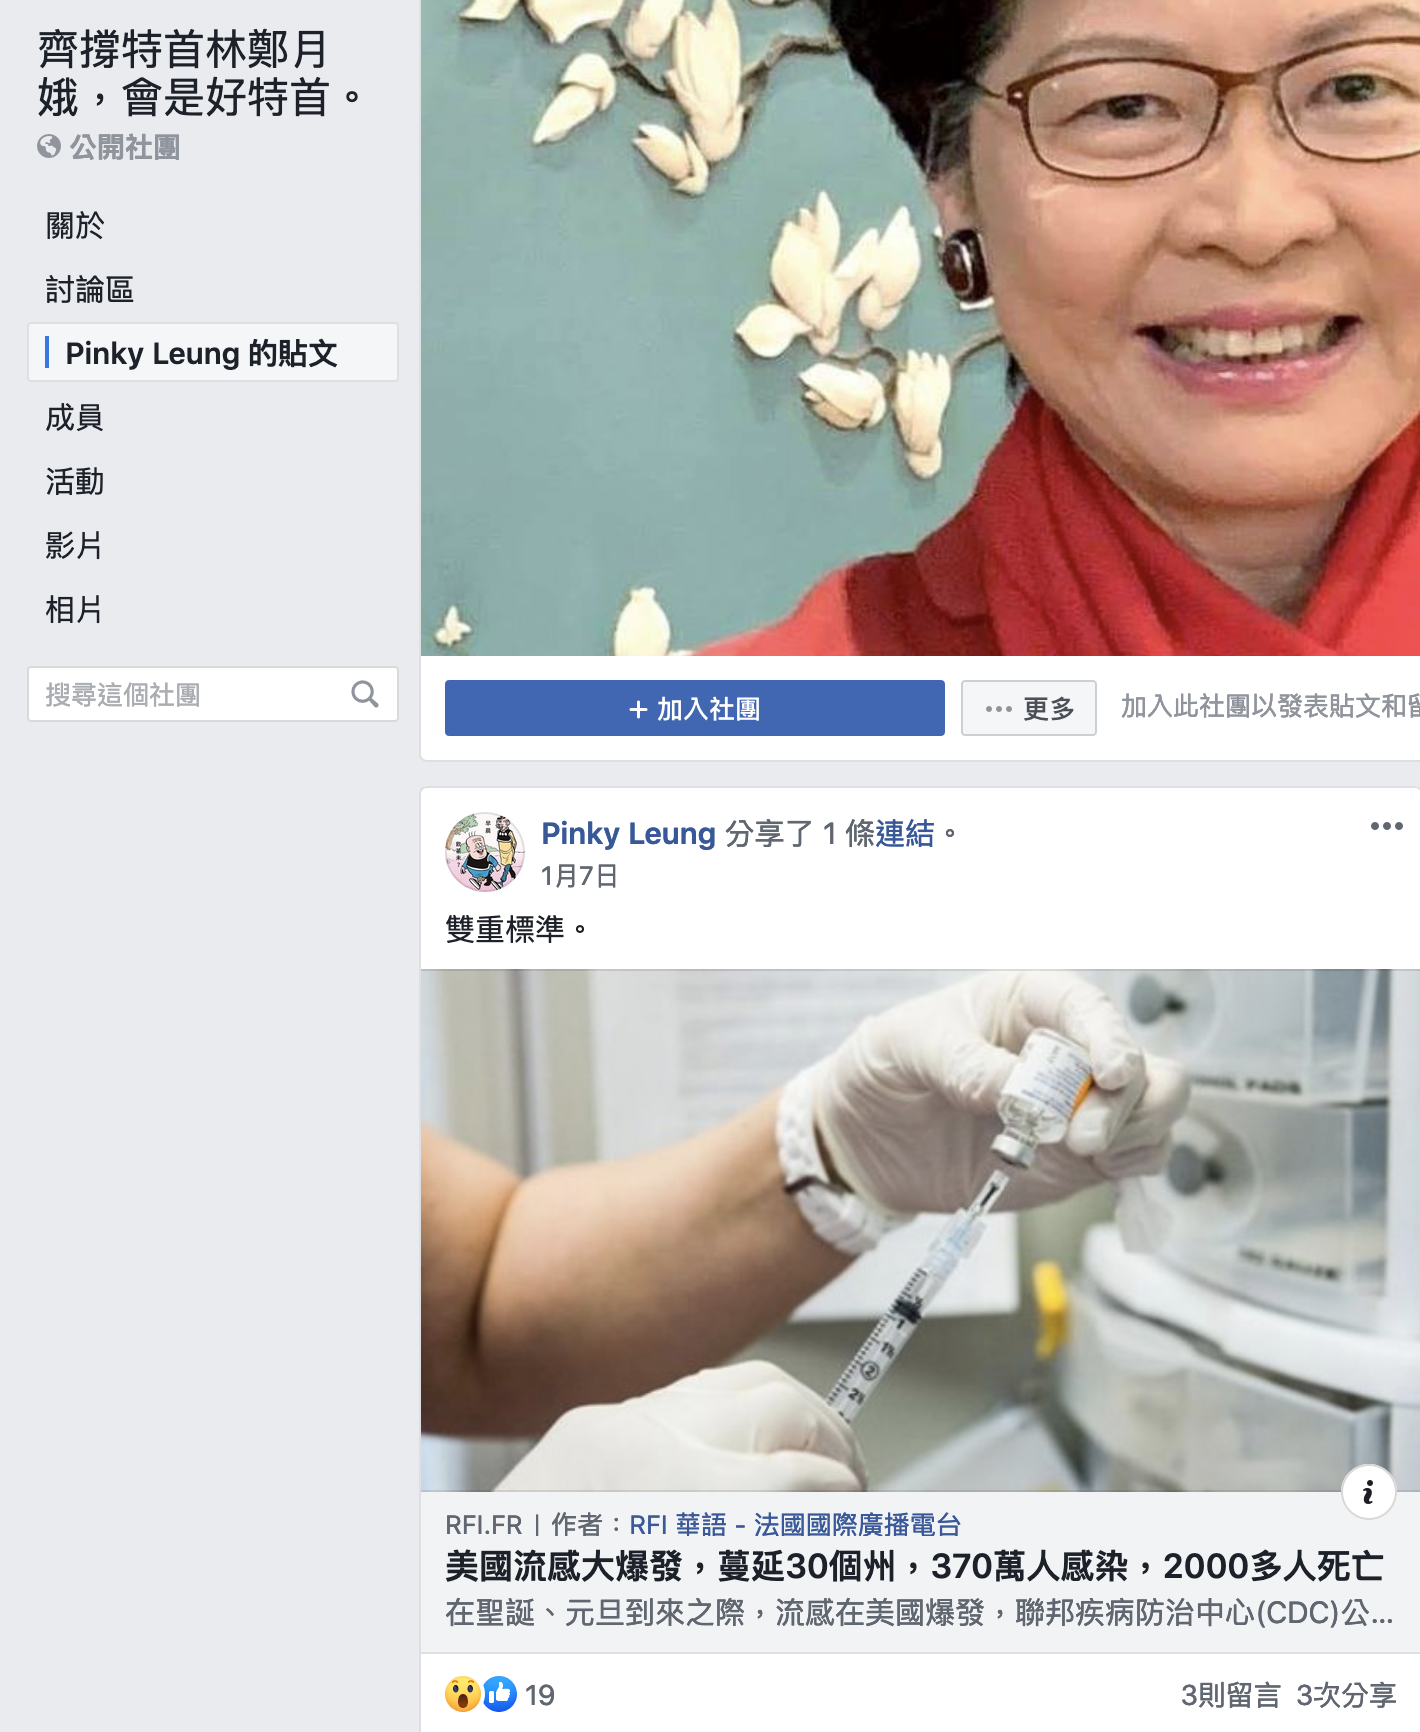 齊撐特首林鄭月
娥，會是好特首。
公開社團
關於
討論區
Pinky Leung 的貼文
成員
活動
影片
相片
搜尋這個社團
+ 加入社團
••• 更多
加入此社團以發表貼文和留
Pinky Leung 分享了 1 條連結。
1月7日
雙重標準。
RFI.FR | 作者：RFI 華語 - 法國國際廣播電台
美國流感大爆發，蔓延30個州，370萬人感染，2000多人死亡
在聖誕、元旦到來之際，流感在美國爆發，聯邦疾病防治中心(CDC)公...
19
3則留言 3次分享